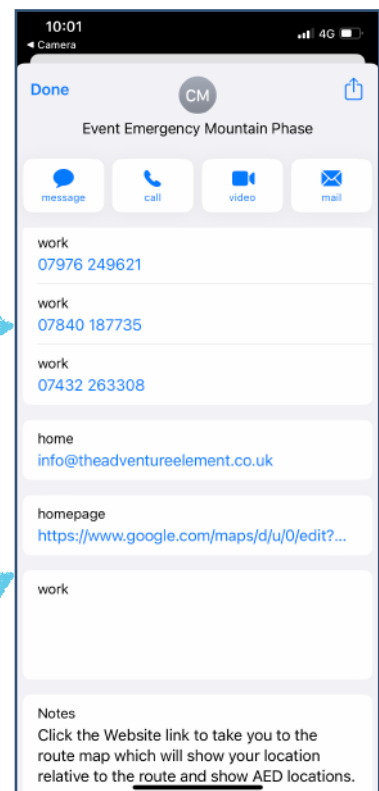 10:01
4G
◀ Camera
Done
CM
Event Emergency Mountain Phase
message
call
video
mail
work
07976 249621
work
07840 187735
work
07432 263308
home
info@theadventureelement.co.uk
homepage
https://www.google.com/maps/d/u/0/edit?...
work
Notes
Click the Website link to take you to the
route map which will show your location
relative to the route and show AED locations.